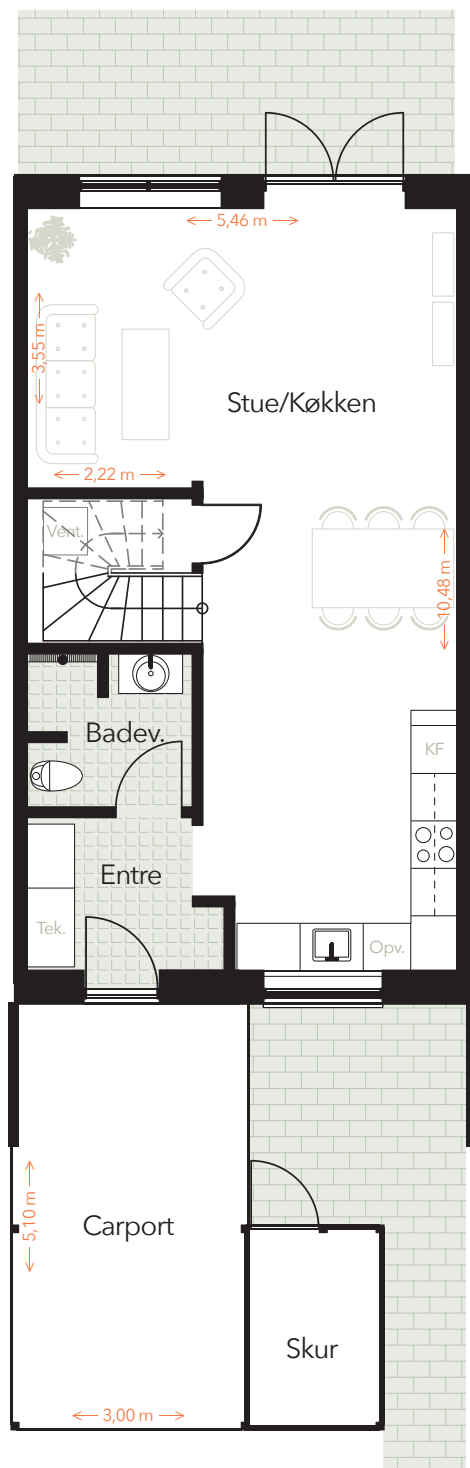 5,46 m
3,55 m
Stue/Køkken
2,22 m
Vent.
10,48 m
Badev.
KF
Entre
Tek.
Opv.
5,10 m
Carport
Skur
3,00 m